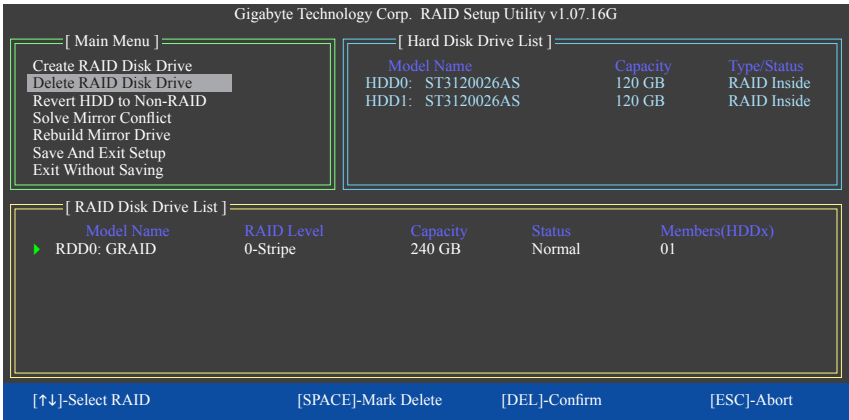 Gigabyte Technology Corp. RAID Setup Utility v1.07.16G
[ Main Menu ]
Create RAID Disk Drive
Delete RAID Disk Drive
Revert HDD to Non-RAID
Solve Mirror Conflict
Rebuild Mirror Drive
Save And Exit Setup
Exit Without Saving
[ Hard Disk Drive List ]
Model Name Capacity Type/Status
HDD0: ST3120026AS 120 GB RAID Inside
HDD1: ST3120026AS 120 GB RAID Inside
[ RAID Disk Drive List ]
Model Name RAID Level Capacity Status Members(HDDx)
RDD0: GRAID 0-Stripe 240 GB Normal 01
[↑↓]-Select RAID [SPACE]-Mark Delete [DEL]-Confirm [ESC]-Abort